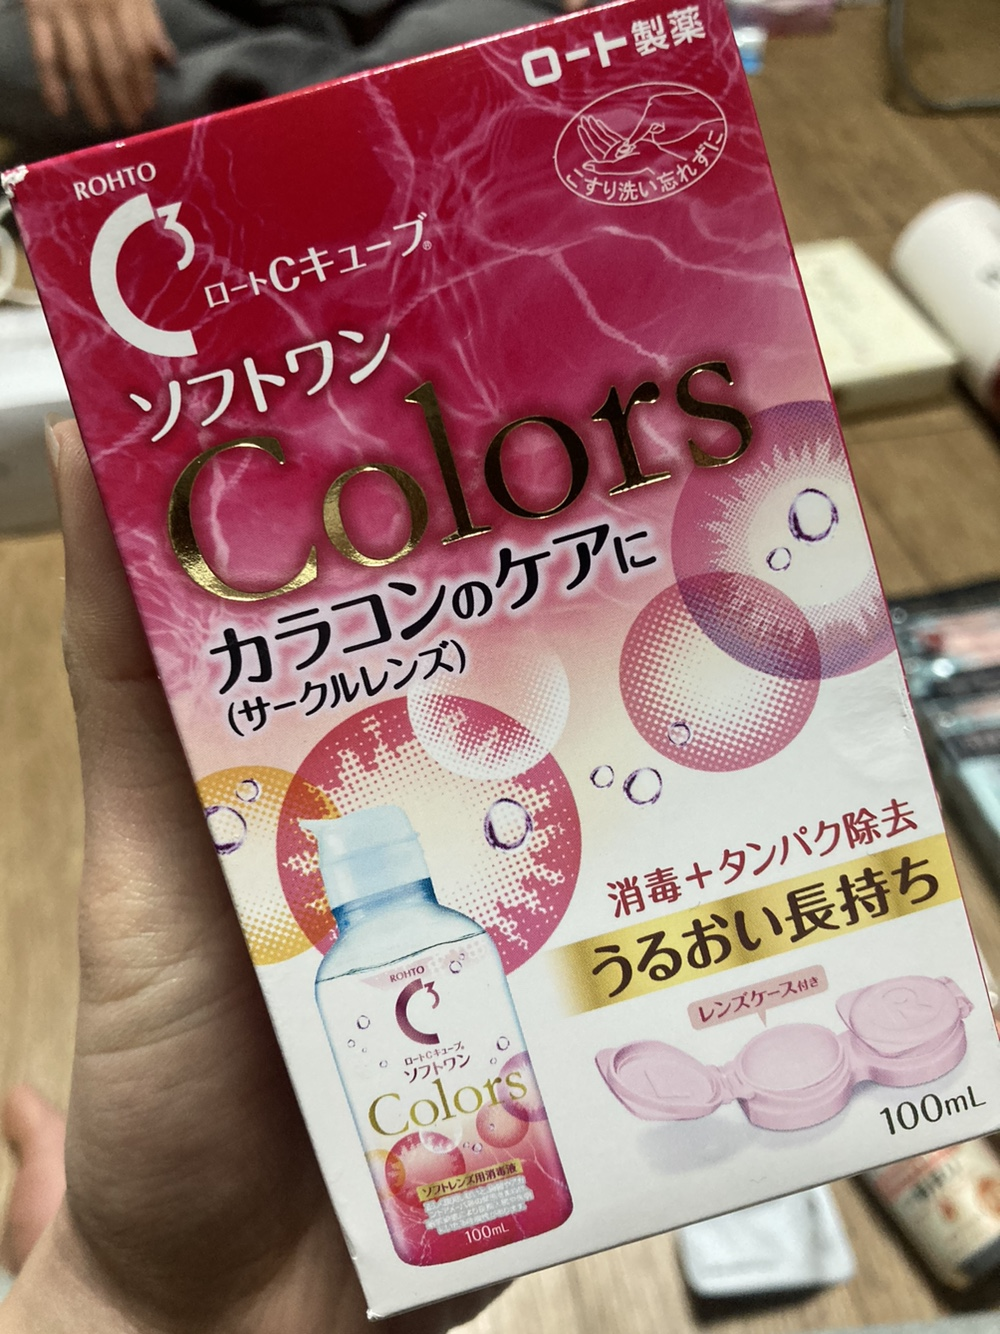 ロート製薬
こすり洗い忘れずに
ROHTO
C3
ロートCキューブ®
ソフトワン
Colors
カラコンのケアに
(サークルレンズ)
消毒+タンパク除去
うるおい長持ち
レンズケース付き
100mL
ROHTO
C3
ロートCキューブ®
ソフトワン
Colors
ソフトレンズ用消毒液
100mL